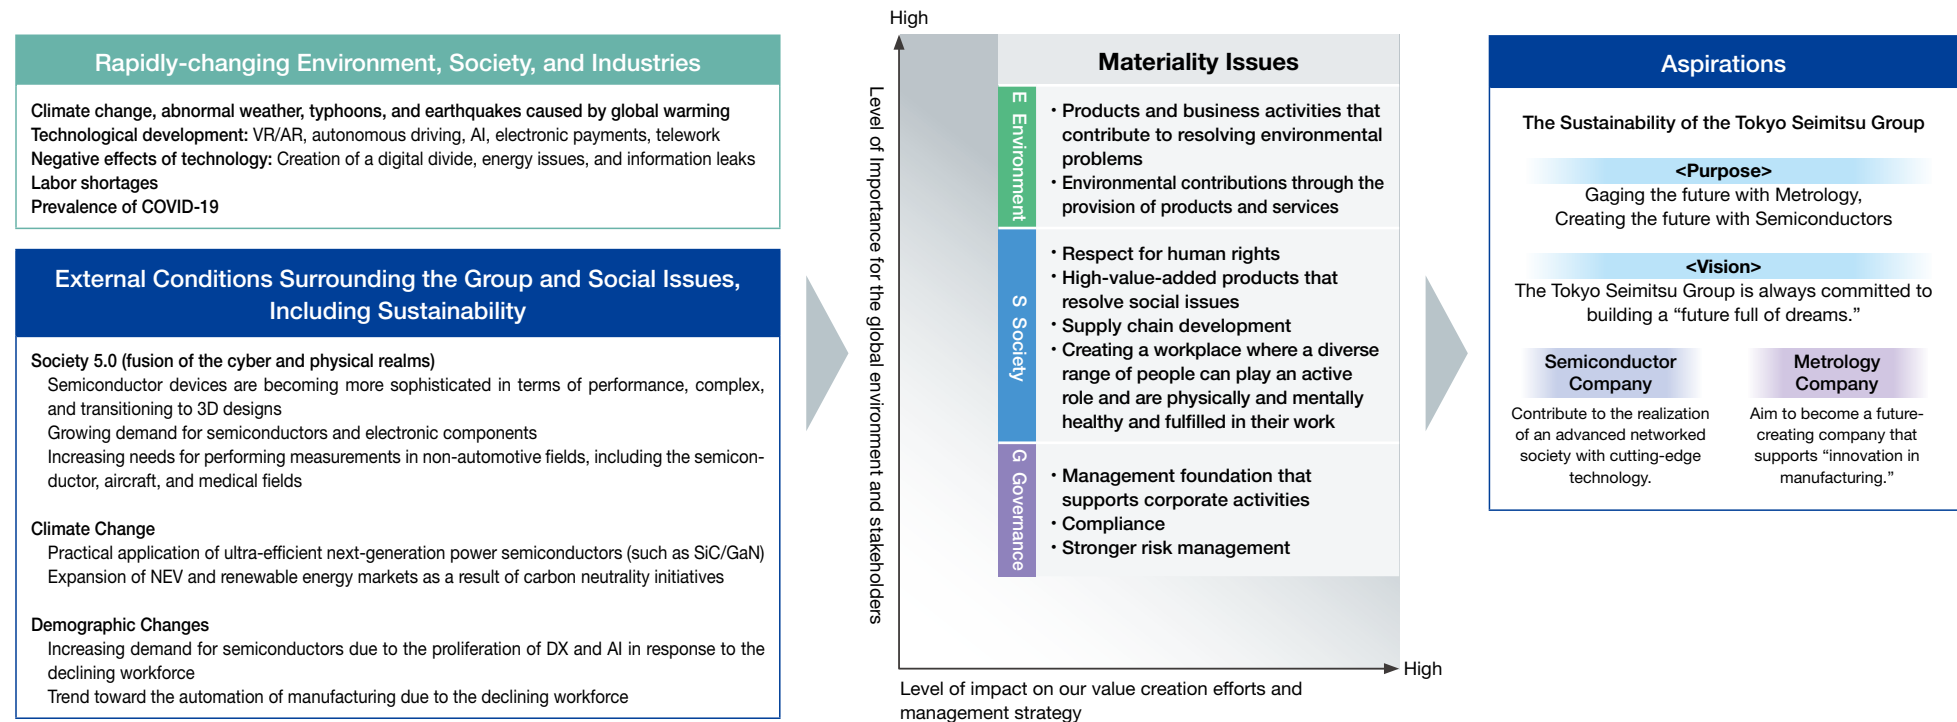 Rapidly-changing Environment, Society, and Industries
Climate change, abnormal weather, typhoons, and earthquakes caused by global warming
Technological development: VR/AR, autonomous driving, AI, electronic payments, telework
Negative effects of technology: Creation of a digital divide, energy issues, and information leaks
Labor shortages
Prevalence of COVID-19
External Conditions Surrounding the Group and Social Issues,
Including Sustainability
Society 5.0 (fusion of the cyber and physical realms)
Semiconductor devices are becoming more sophisticated in terms of performance, complex,
and transitioning to 3D designs
Growing demand for semiconductors and electronic components
Increasing needs for performing measurements in non-automotive fields, including the semicon-
ductor, aircraft, and medical fields
Climate Change
Practical application of ultra-efficient next-generation power semiconductors (such as SiC/GaN)
Expansion of NEV and renewable energy markets as a result of carbon neutrality initiatives
Demographic Changes
Increasing demand for semiconductors due to the proliferation of DX and AI in response to the
declining workforce
Trend toward the automation of manufacturing due to the declining workforce
High
Level of Importance for the global environment and stakeholders
Materiality Issues
E Environment
・Products and business activities that
contribute to resolving environmental
problems
・Environmental contributions through the
provision of products and services
S Society
・Respect for human rights
・High-value-added products that
resolve social issues
・Supply chain development
・Creating a workplace where a diverse
range of people can play an active
role and are physically and mentally
healthy and fulfilled in their work
G Governance
・Management foundation that
supports corporate activities
・Compliance
・Stronger risk management
High
Level of impact on our value creation efforts and
management strategy
Aspirations
The Sustainability of the Tokyo Seimitsu Group
<Purpose>
Gaging the future with Metrology,
Creating the future with Semiconductors
<Vision>
The Tokyo Seimitsu Group is always committed to
building a “future full of dreams.”
Semiconductor
Company
Contribute to the realization
of an advanced networked
society with cutting-edge
technology.
Metrology
Company
Aim to become a future-
creating company that
supports “innovation in
manufacturing.”